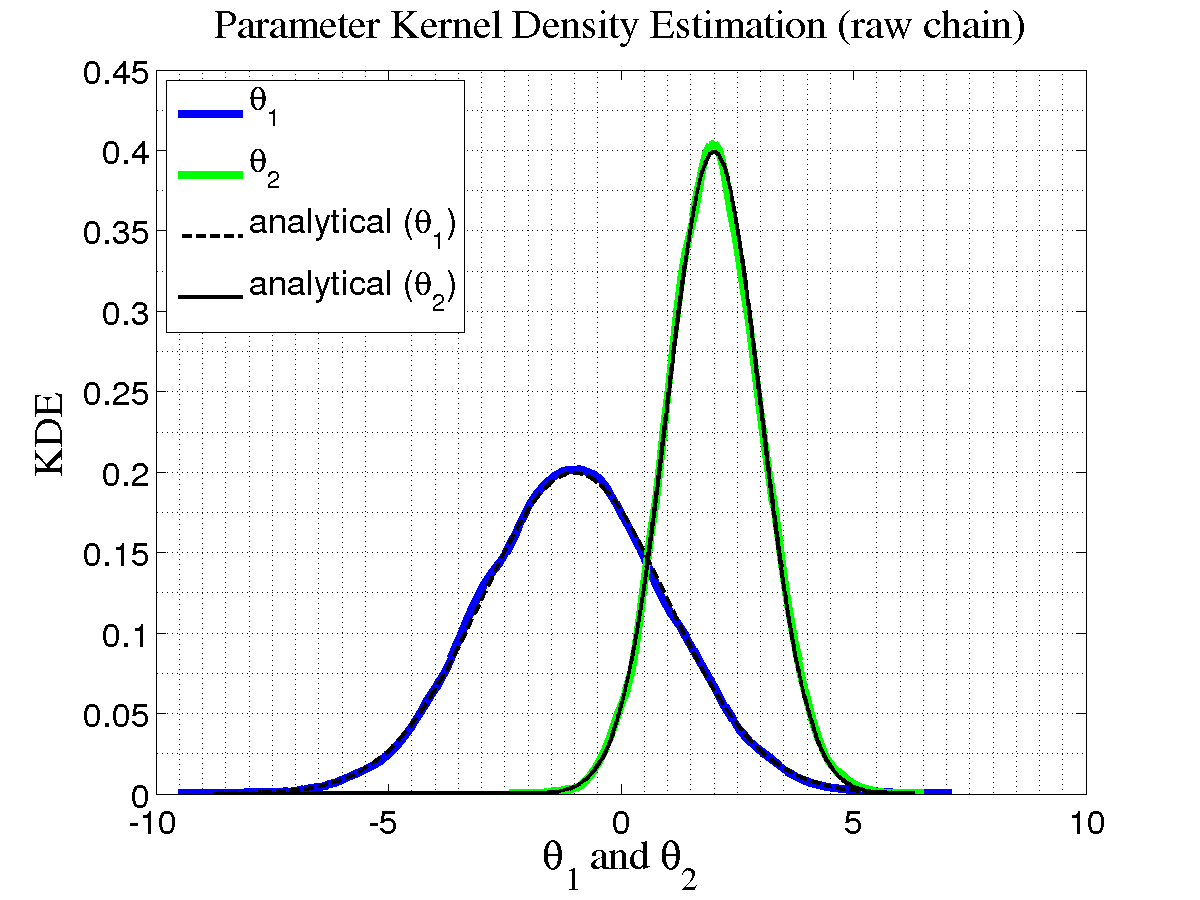 Parameter Kernel Density Estimation (raw chain)
0.45
0.4
0.35
0.3
0.25
0.2
0.15
0.1
0.05
0
KDE
θ1
θ2
analytical (θ1)
analytical (θ2)
-10
-5
0
5
10
θ1 and θ2